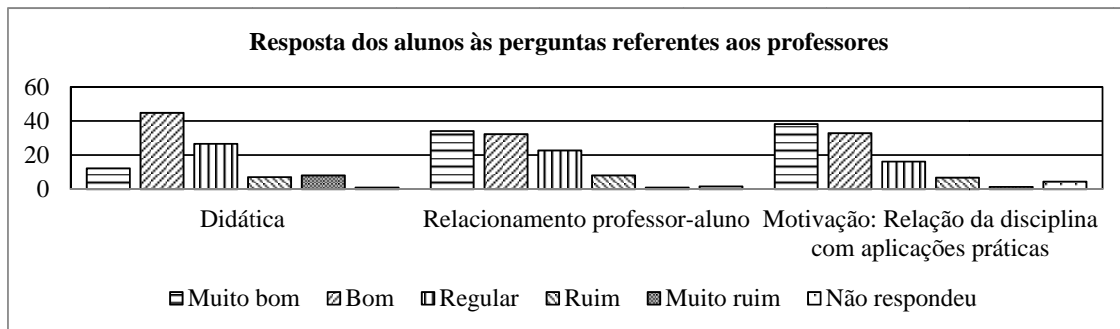 Resposta dos alunos às perguntas referentes aos professores
60
40
20
0
Didática
Relacionamento professor-aluno
Motivação: Relação da disciplina
com aplicações práticas
Muito bom Bom Regular Ruim Muito ruim Não respondeu